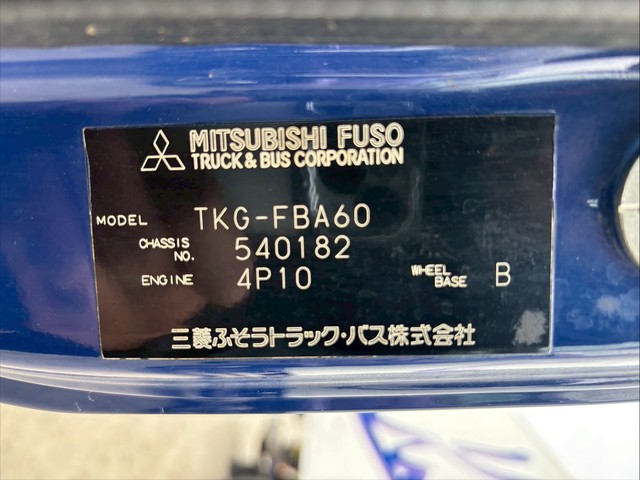 MITSUBISHI FUSO
TRUCK & BUS CORPORATION
MODEL TKG-FBA60
CHASSIS NO. 540182
ENGINE 4P10 WHEEL BASE B
三菱ふそうトラック・バス株式会社